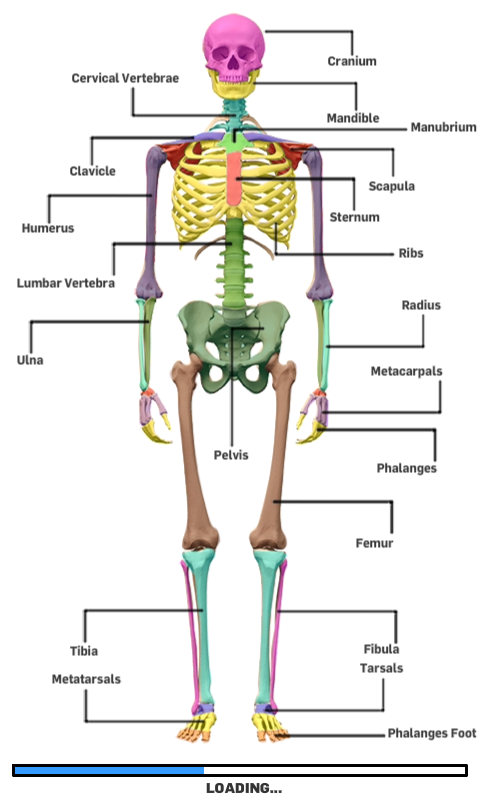 Cranium
Cervical Vertebrae
Mandible
Manubrium
Clavicle
Scapula
Sternum
Humerus
Ribs
Lumbar Vertebra
Radius
Ulna
Metacarpals
Pelvis
Phalanges
Femur
Tibia
Fibula
Tarsals
Metatarsals
Phalanges Foot
LOADING...